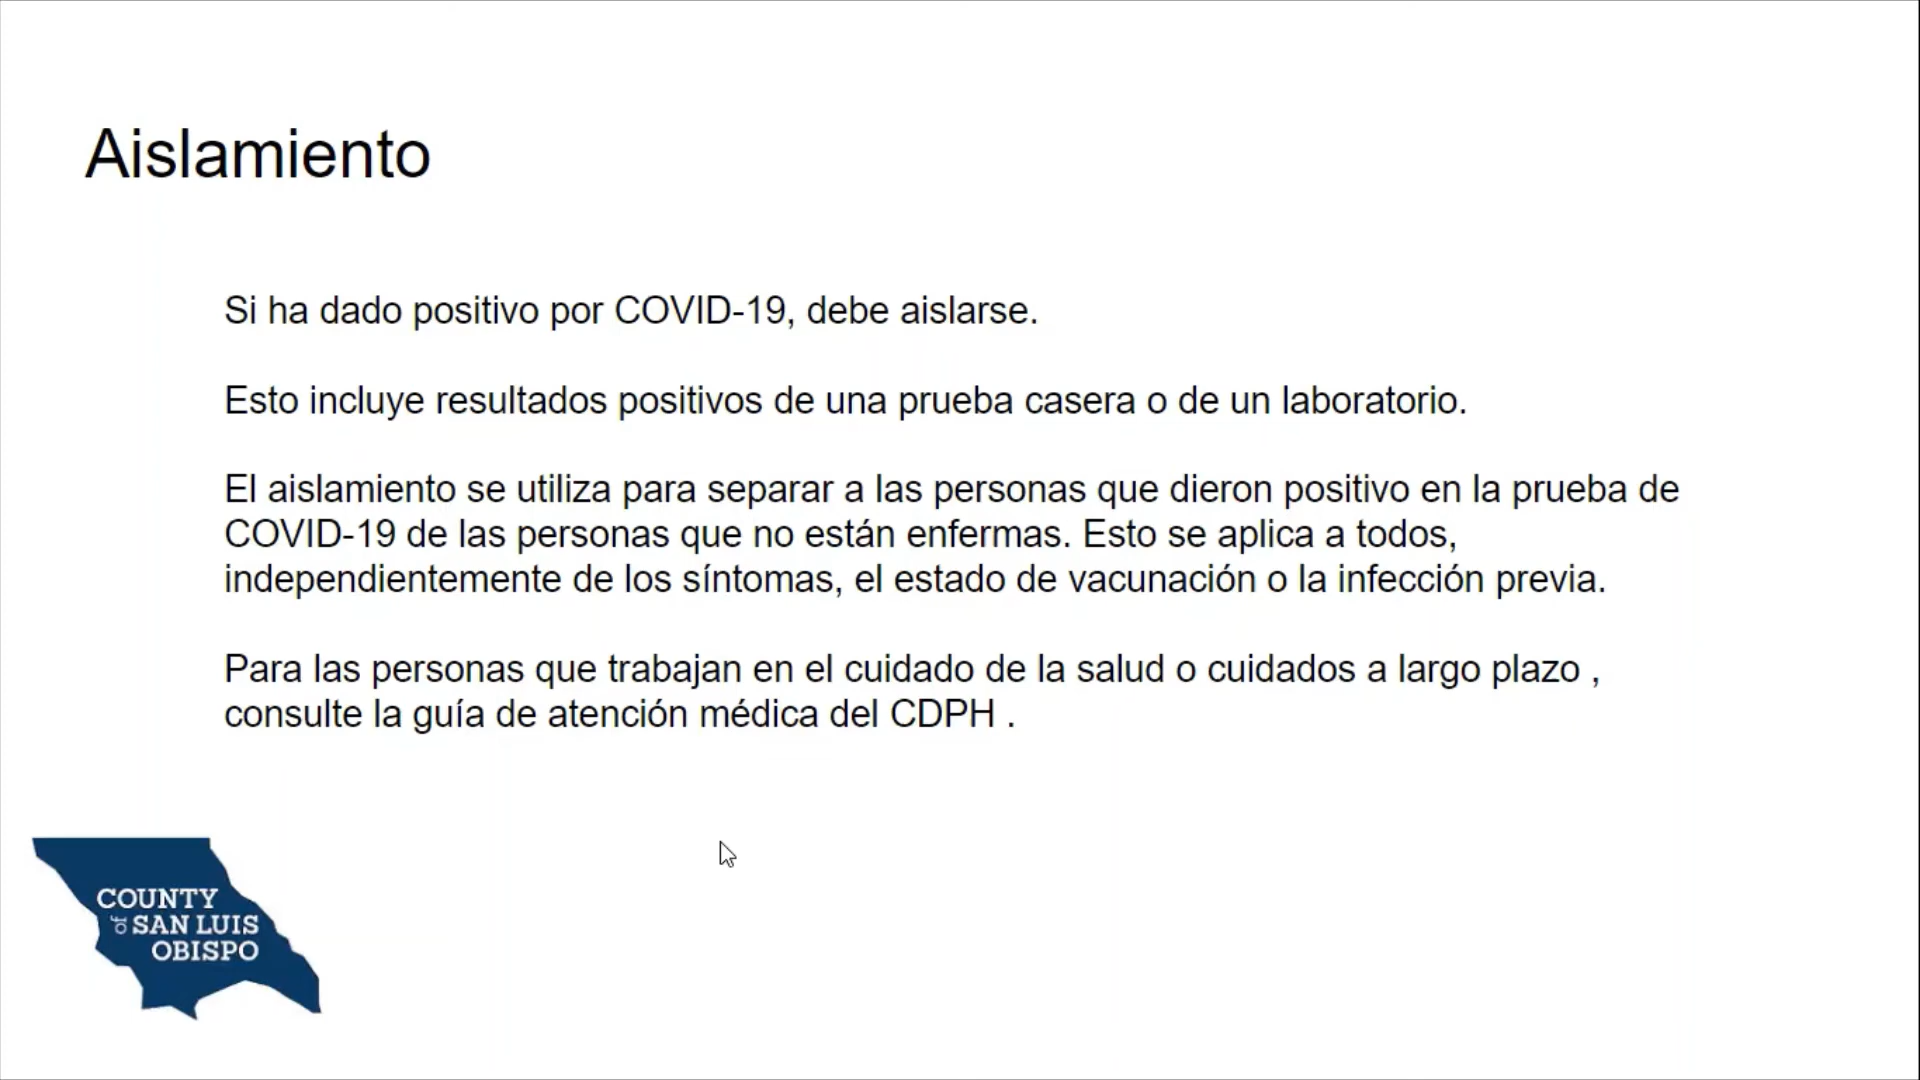 Aislamiento
Si ha dado positivo por COVID-19, debe aislarse.
Esto incluye resultados positivos de una prueba casera o de un laboratorio.
El aislamiento se utiliza para separar a las personas que dieron positivo en la prueba de
COVID-19 de las personas que no están enfermas. Esto se aplica a todos,
independientemente de los síntomas, el estado de vacunación o la infección previa.
Para las personas que trabajan en el cuidado de la salud o cuidados a largo plazo ,
consulte la guía de atención médica del CDPH .
COUNTY
of SAN LUIS
OBISPO